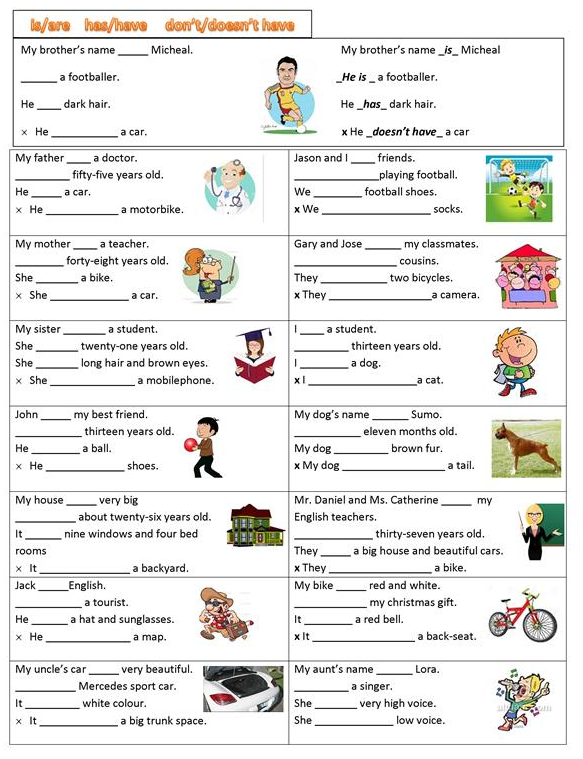 is/are has/have don't/doesn't have
My brother's name _____ Micheal.
______ a footballer.
He ____ dark hair.
× He ___________ a car.
My brother's name _is_ Micheal
_He is _ a footballer.
He _has_ dark hair.
x He _doesn't have_ a car
My father ____ a doctor.
_________ fifty-five years old.
He _____ a car.
× He ____________ a motorbike.
Jason and I ____ friends.
______________playing football.
We ________ football shoes.
x We __________________ socks.
My mother ____ a teacher.
________ forty-eight years old.
She _______ a bike.
× She _____________ a car.
Gary and Jose ______ my classmates.
_________________ cousins.
They ___________ two bicycles.
x They _________________a camera.
My sister _______ a student.
She _______ twenty-one years old.
She _______ long hair and brown eyes.
× She ______________ a mobilephone.
I ____ a student.
_________ thirteen years old.
I ________ a dog.
x I __________________a cat.
John _____ my best friend.
___________ thirteen years old.
He ________ a ball.
× He _____________ shoes.
My dog's name ______ Sumo.
___________ eleven months old.
My dog _________ brown fur.
x My dog _________________ a tail.
My house _____ very big
__________ about twenty-six years old.
It ______ nine windows and four bed
rooms
× It ______________ a backyard.
Mr. Daniel and Ms. Catherine _____ my
English teachers.
_____________ thirty-seven years old.
They _____ a big house and beautiful cars.
x They _________________ a bike.
Jack _____English.
___________ a tourist.
He ______ a hat and sunglasses.
× He _____________ a map.
My bike _____ red and white.
____________ my christmas gift.
It ________ a red bell.
x It _________________ a back-seat.
My uncle's car _____ very beautiful.
__________ Mercedes sport car.
It _________ white colour.
× It _____________ a big trunk space.
My aunt's name ______ Lora.
_________ a singer.
She _______ very high voice.
She _____________ low voice.